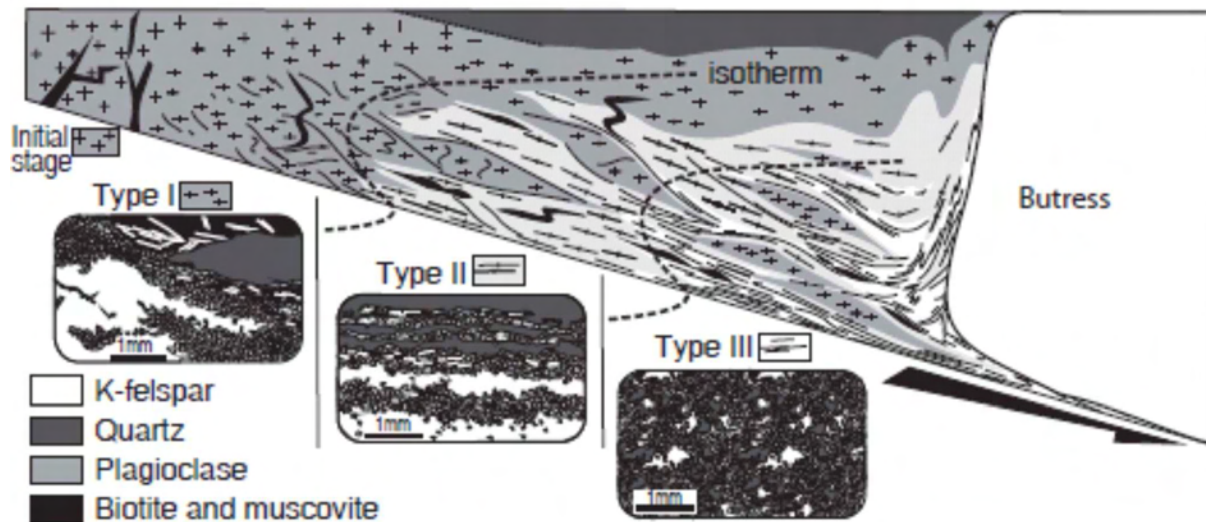 isotherm
Initial
stage
Type I
Butress
Type II
1mm
Type III
1mm
1mm
K-felspar
Quartz
Plagioclase
Biotite and muscovite